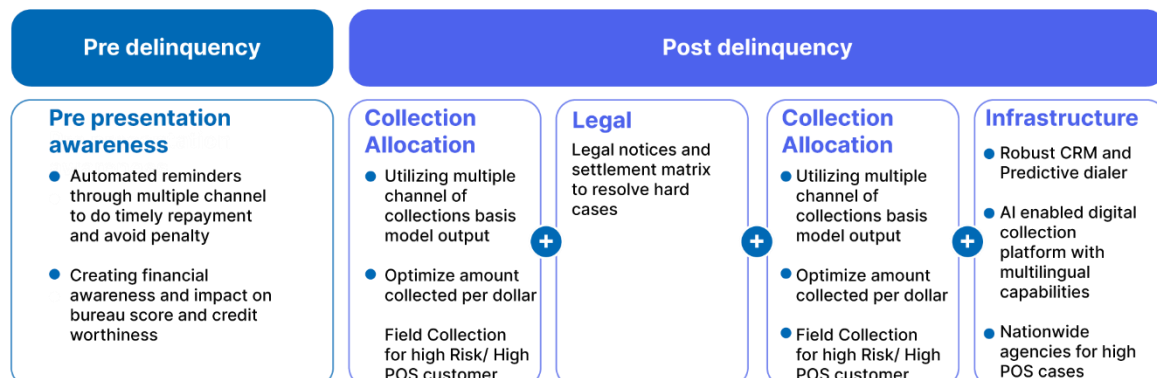 Pre delinquency
Post delinquency
Pre presentation
awareness
Automated reminders
through multiple channel
to do timely repayment
and avoid penalty
Creating financial
awareness and impact on
bureau score and credit
worthiness
Collection
Allocation
Utilizing multiple
channel of
collections basis
model output
Optimize amount
collected per dollar
Field Collection
for high Risk/ High
POS customer
+
Legal
Legal notices and
settlement matrix
to resolve hard
cases
+
Collection
Allocation
Utilizing multiple
channel of
collections basis
model output
Optimize amount
collected per dollar
Field Collection
for high Risk/ High
POS customer
+
Infrastructure
Robust CRM and
Predictive dialer
AI enabled digital
collection
platform with
multilingual
capabilities
Nationwide
agencies for high
POS cases